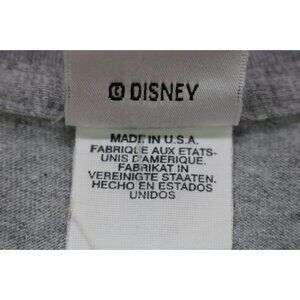 © DISNEY
MADE IN U.S.A.
FABRIQUE AUX ETATS-
UNIS D'AMERIQUE.
FABRIKAT IN
VEREINIGTE STAATEN.
HECHO EN ESTADOS
UNIDOS